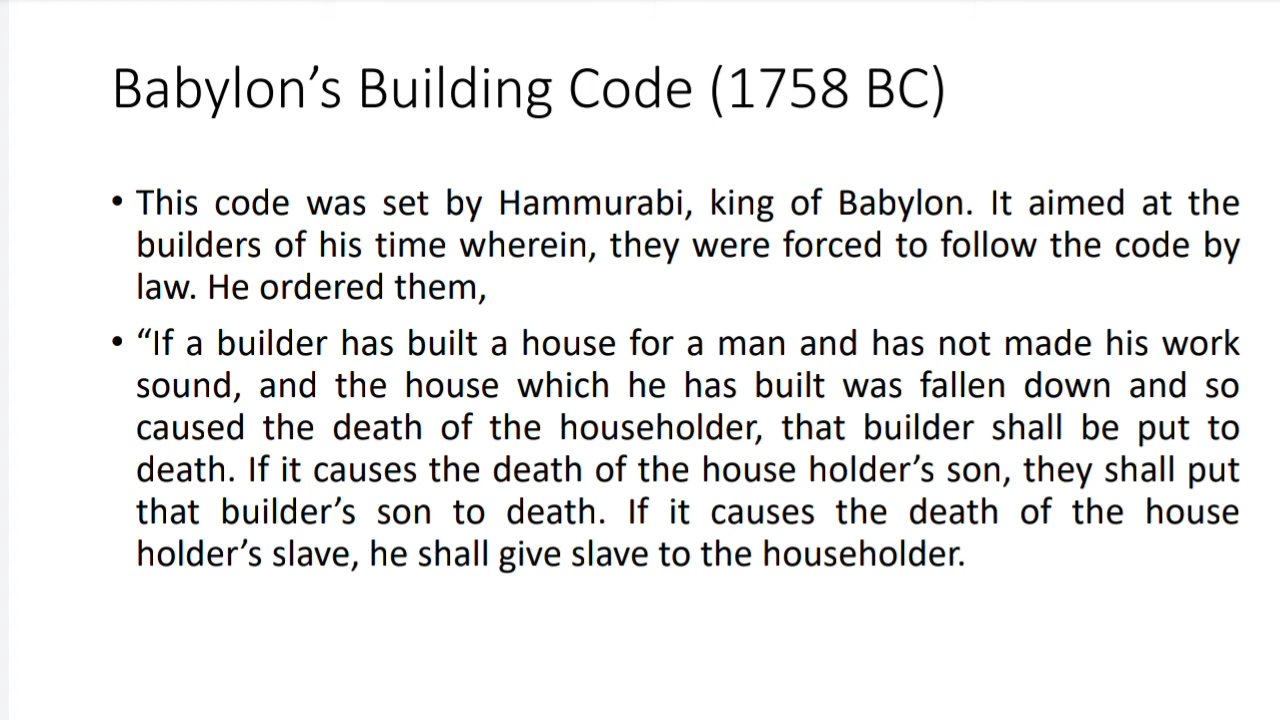 Babylon’s Building Code (1758 BC)
• This code was set by Hammurabi, king of Babylon. It aimed at the
builders of his time wherein, they were forced to follow the code by
law. He ordered them,
• “If a builder has built a house for a man and has not made his work
sound, and the house which he has built was fallen down and so
caused the death of the householder, that builder shall be put to
death. If it causes the death of the house holder’s son, they shall put
that builder’s son to death. If it causes the death of the house
holder’s slave, he shall give slave to the householder.